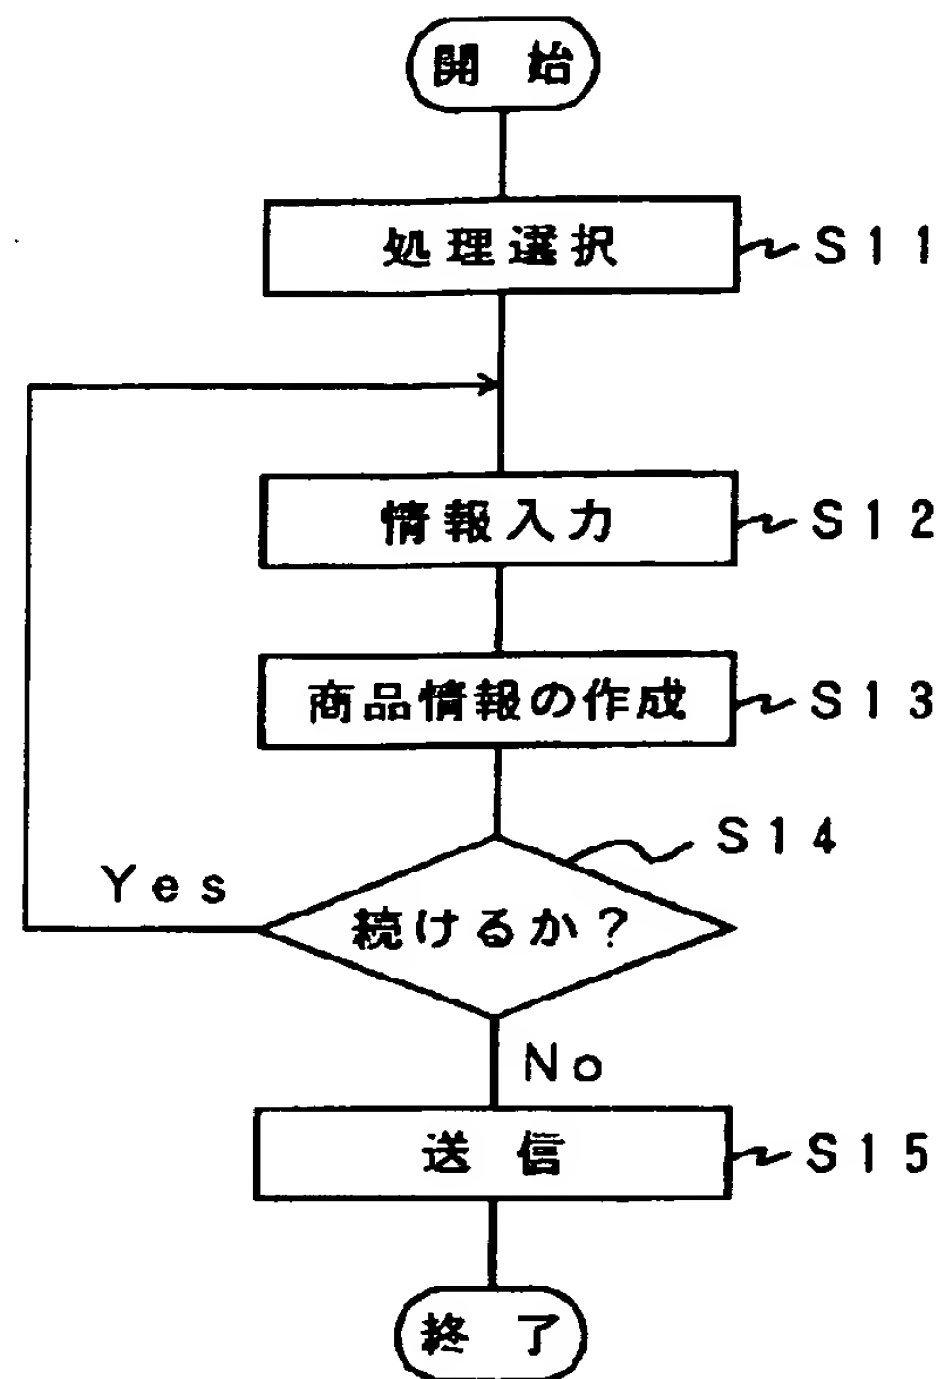 開 始
処理選択 S11
情報入力 S12
商品情報の作成 S13
S14
Yes
続けるか？
No
送 信 S15
終 了